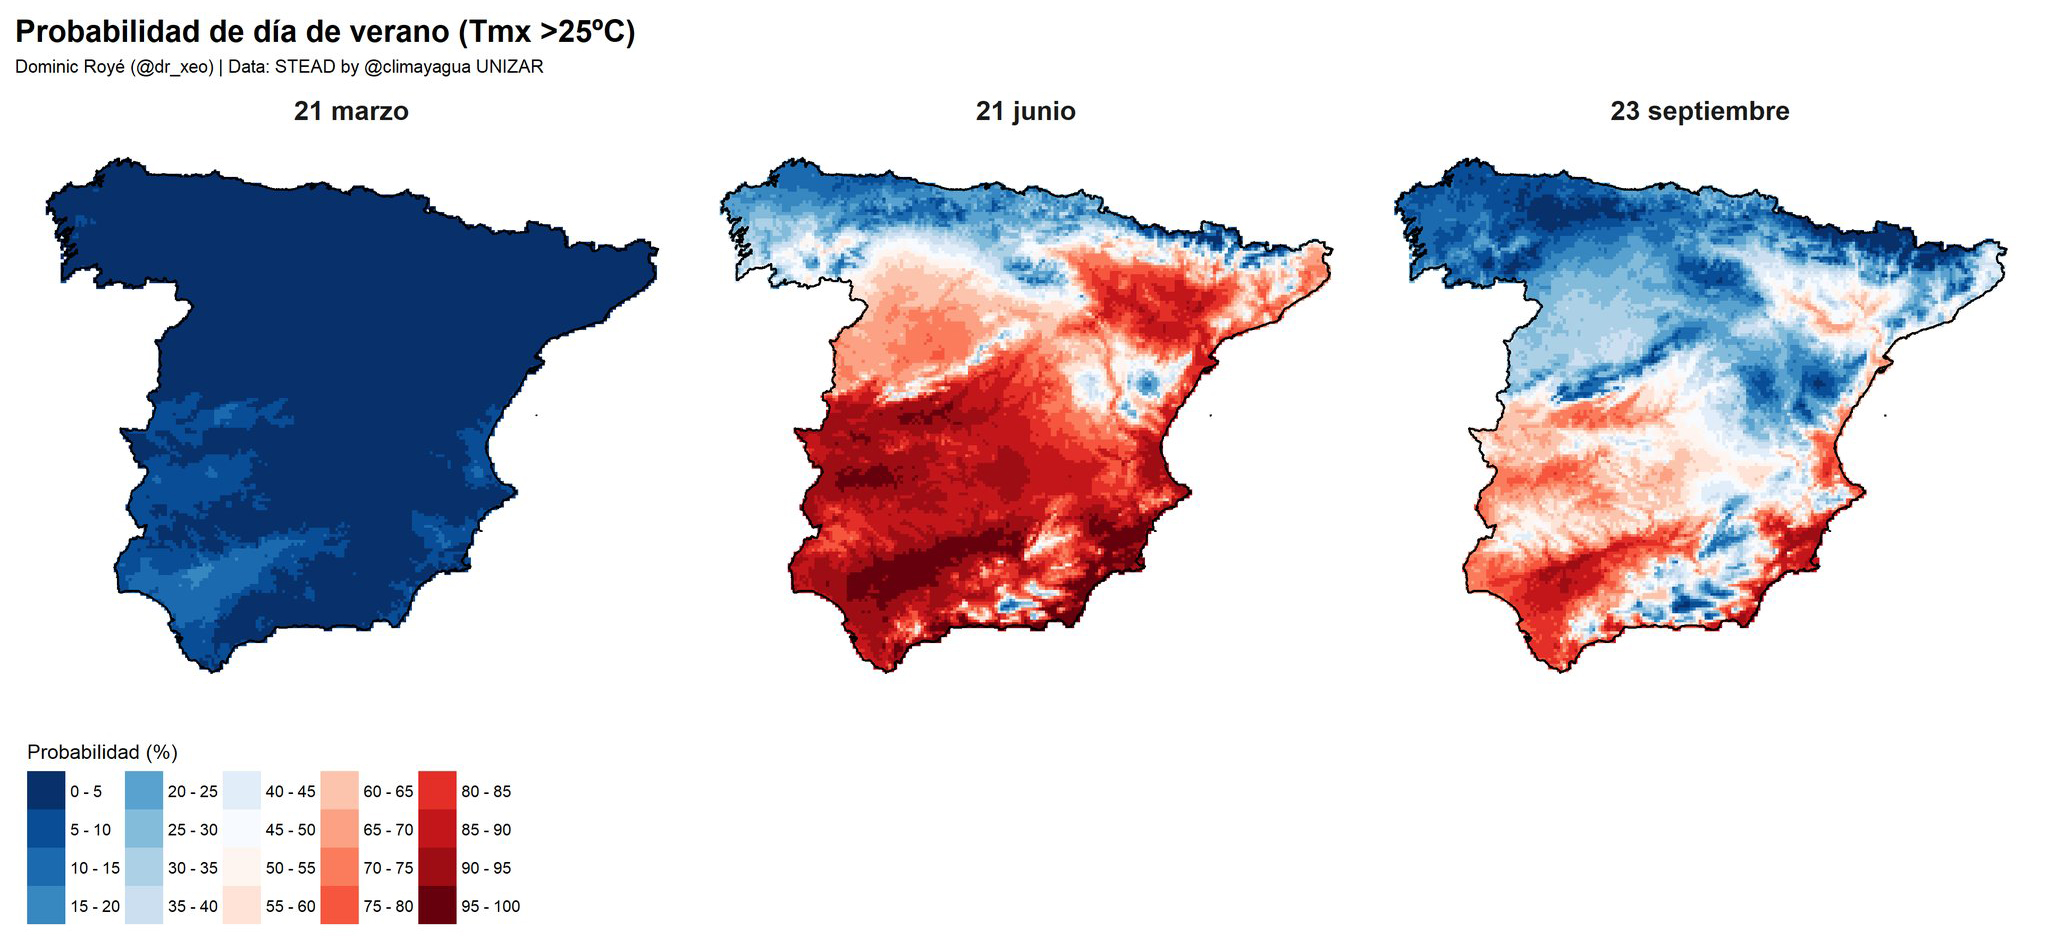 Probabilidad de día de verano (Tmx >25ºC)
Dominic Royé (@dr_xeo) | Data: STEAD by @climayagua UNIZAR
21 marzo
21 junio
23 septiembre
Probabilidad (%)
0 - 5
5 - 10
10 - 15
15 - 20
20 - 25
25 - 30
30 - 35
35 - 40
40 - 45
45 - 50
50 - 55
55 - 60
60 - 65
65 - 70
70 - 75
75 - 80
80 - 85
85 - 90
90 - 95
95 - 100